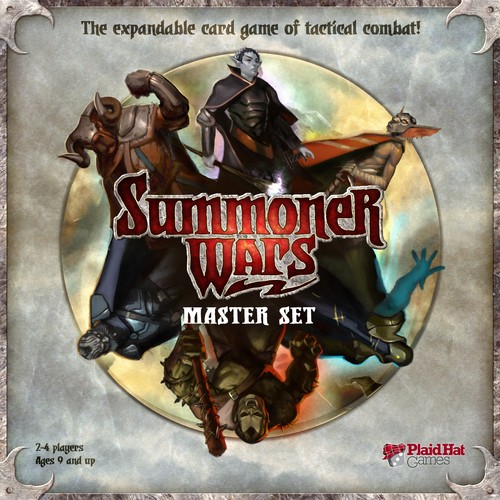 The expandable card game of tactical combat!
Summoner
Wars
MASTER SET
2-4 players
Ages 9 and up
Plaid Hat
Games